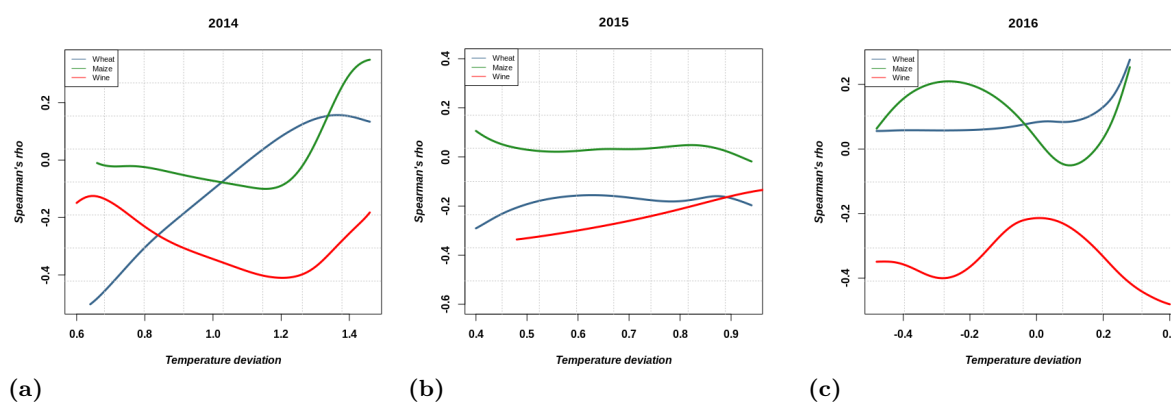 2014
Wheat
Maize
Wine
Spearman's rho
0.2
0.0
-0.2
-0.4
0.6 0.8 1.0 1.2 1.4
Temperature deviation
(a)
2015
Wheat
Maize
Wine
Spearman's rho
0.4
0.2
0.0
-0.2
-0.4
-0.6
0.4 0.5 0.6 0.7 0.8 0.9
Temperature deviation
(b)
2016
Wheat
Maize
Wine
Spearman's rho
0.2
0.0
-0.2
-0.4
-0.4 -0.2 0.0 0.2
Temperature deviation
(c)